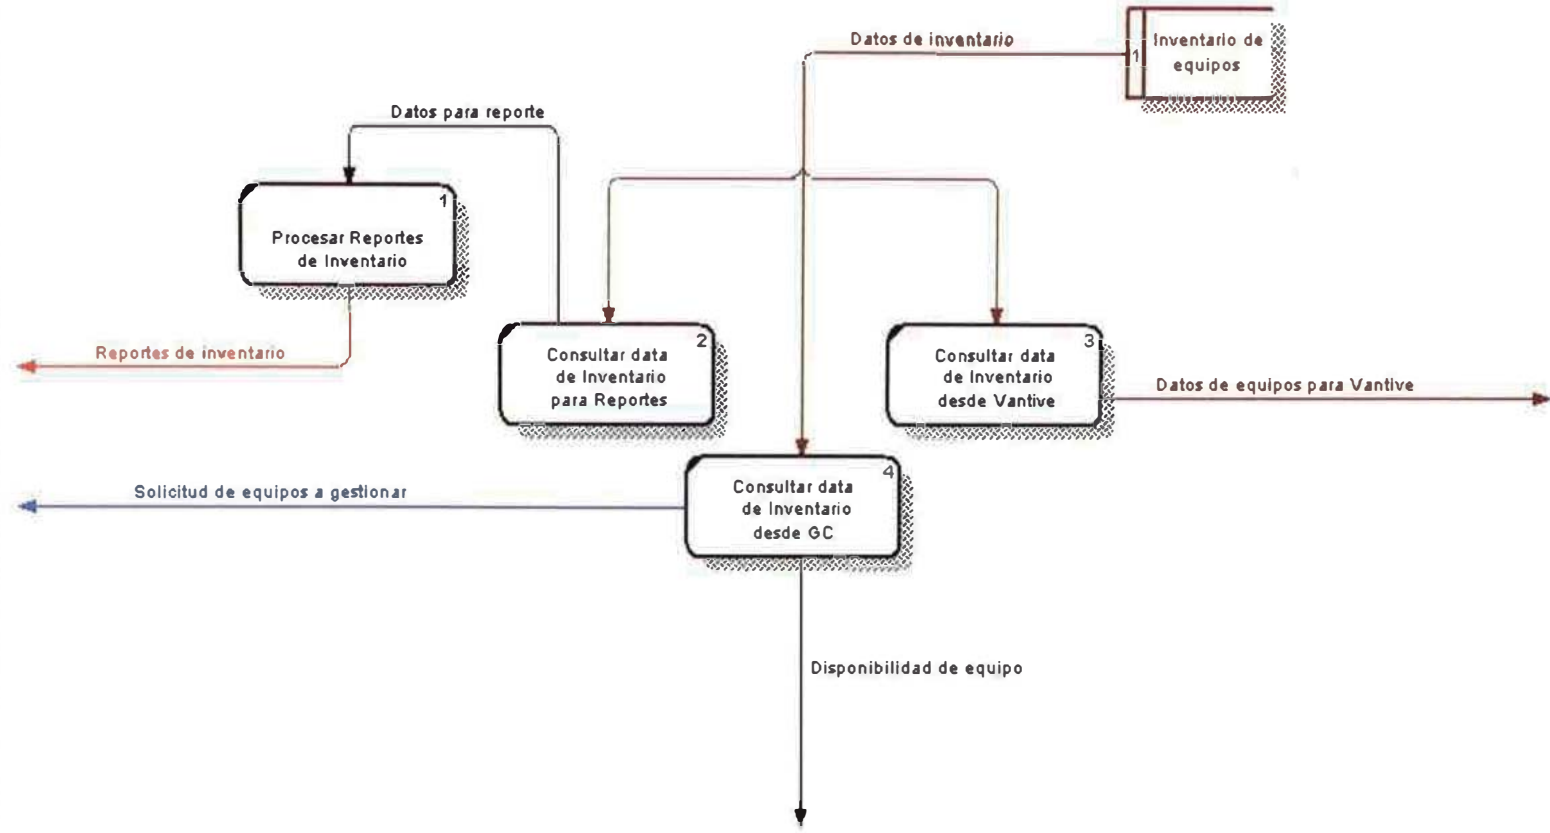 Datos de inventario
1
Inventario de
equipos
Datos para reporte
1
Procesar Reportes
de Inventario
Reportes de inventario
2
Consultar data
de Inventario
para Reportes
3
Consultar data
de Inventario
desde Vantive
Datos de equipos para Vantive
4
Consultar data
de Inventario
desde GC
Solicitud de equipos a gestionar
Disponibilidad de equipo